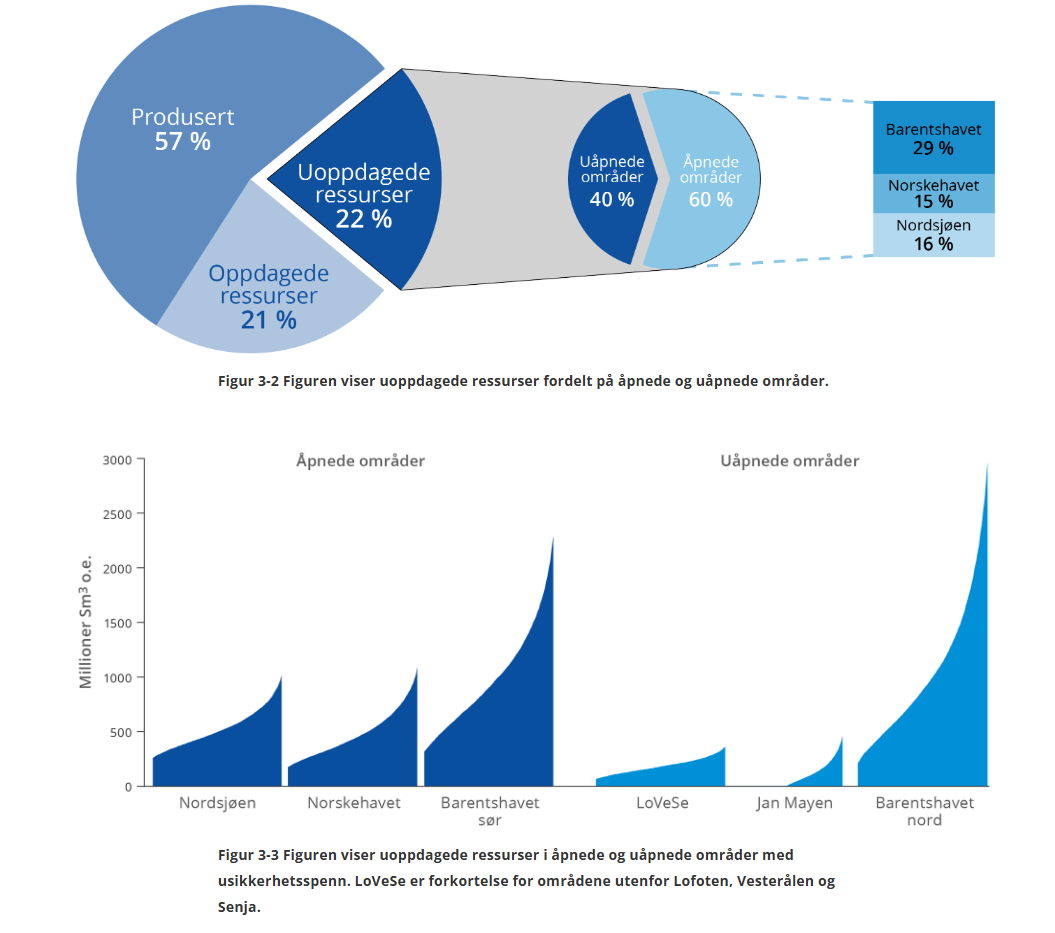 Produsert
57 %
Uoppdagede
ressurser
22 %
Oppdagede
ressurser
21 %
Uåpnede
områder
40 %
Åpnede
områder
60 %
Barentshavet
29 %
Norskehavet
15 %
Nordsjøen
16 %
Figur 3-2 Figuren viser uoppdagede ressurser fordelt på åpnede og uåpnede områder.
Åpnede områder
Uåpnede områder
Millioner Sm³ o.e.
3000
2500
2000
1500
1000
500
0
Nordsjøen
Norskehavet
Barentshavet
sør
LoVeSe
Jan Mayen
Barentshavet
nord
Figur 3-3 Figuren viser uoppdagede ressurser i åpnede og uåpnede områder med
usikkerhetsspenn. LoVeSe er forkortelse for områdene utenfor Lofoten, Vesterålen og
Senja.